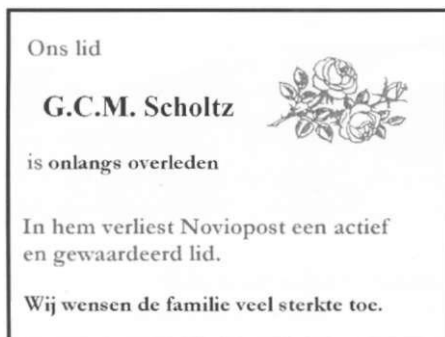 Ons lid
G.C.M. Scholtz
is onlangs overleden
In hem verliest Noviopost een actief
en gewaardeerd lid.
Wij wensen de familie veel sterkte toe.